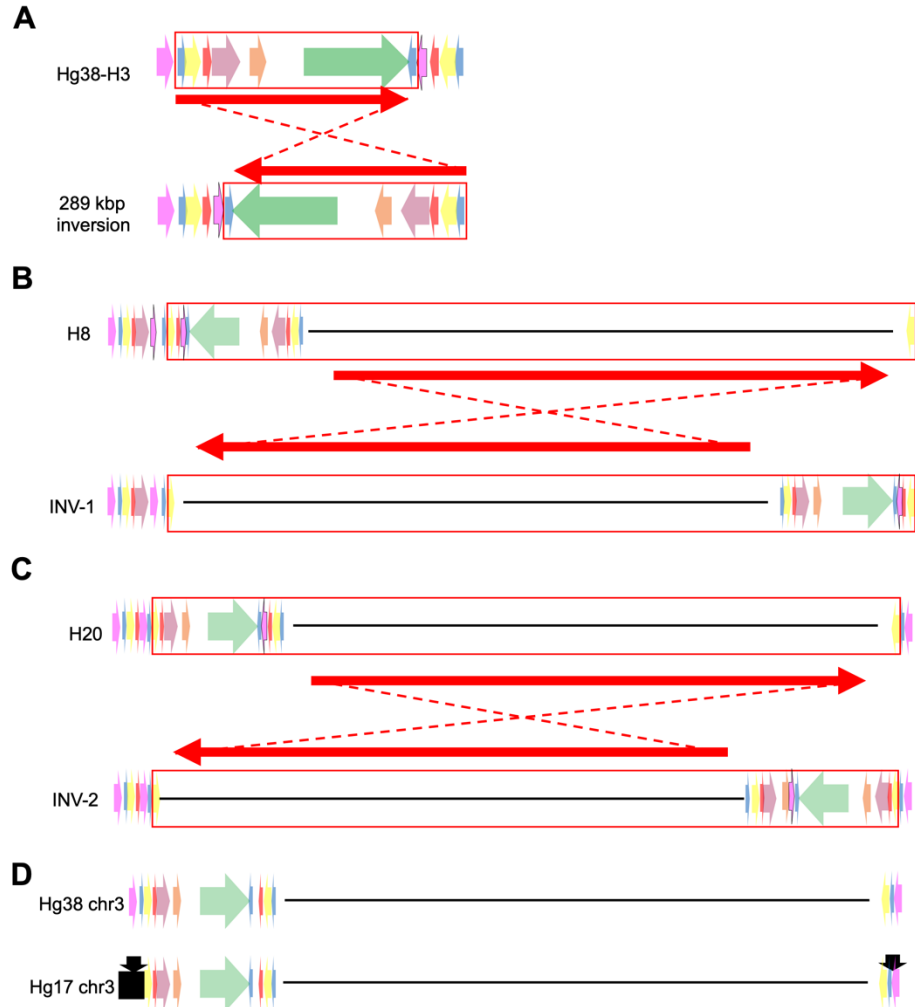 A
Hg38-H3
289 kbp
inversion
B
H8
INV-1
C
H20
INV-2
D
Hg38 chr3
Hg17 chr3